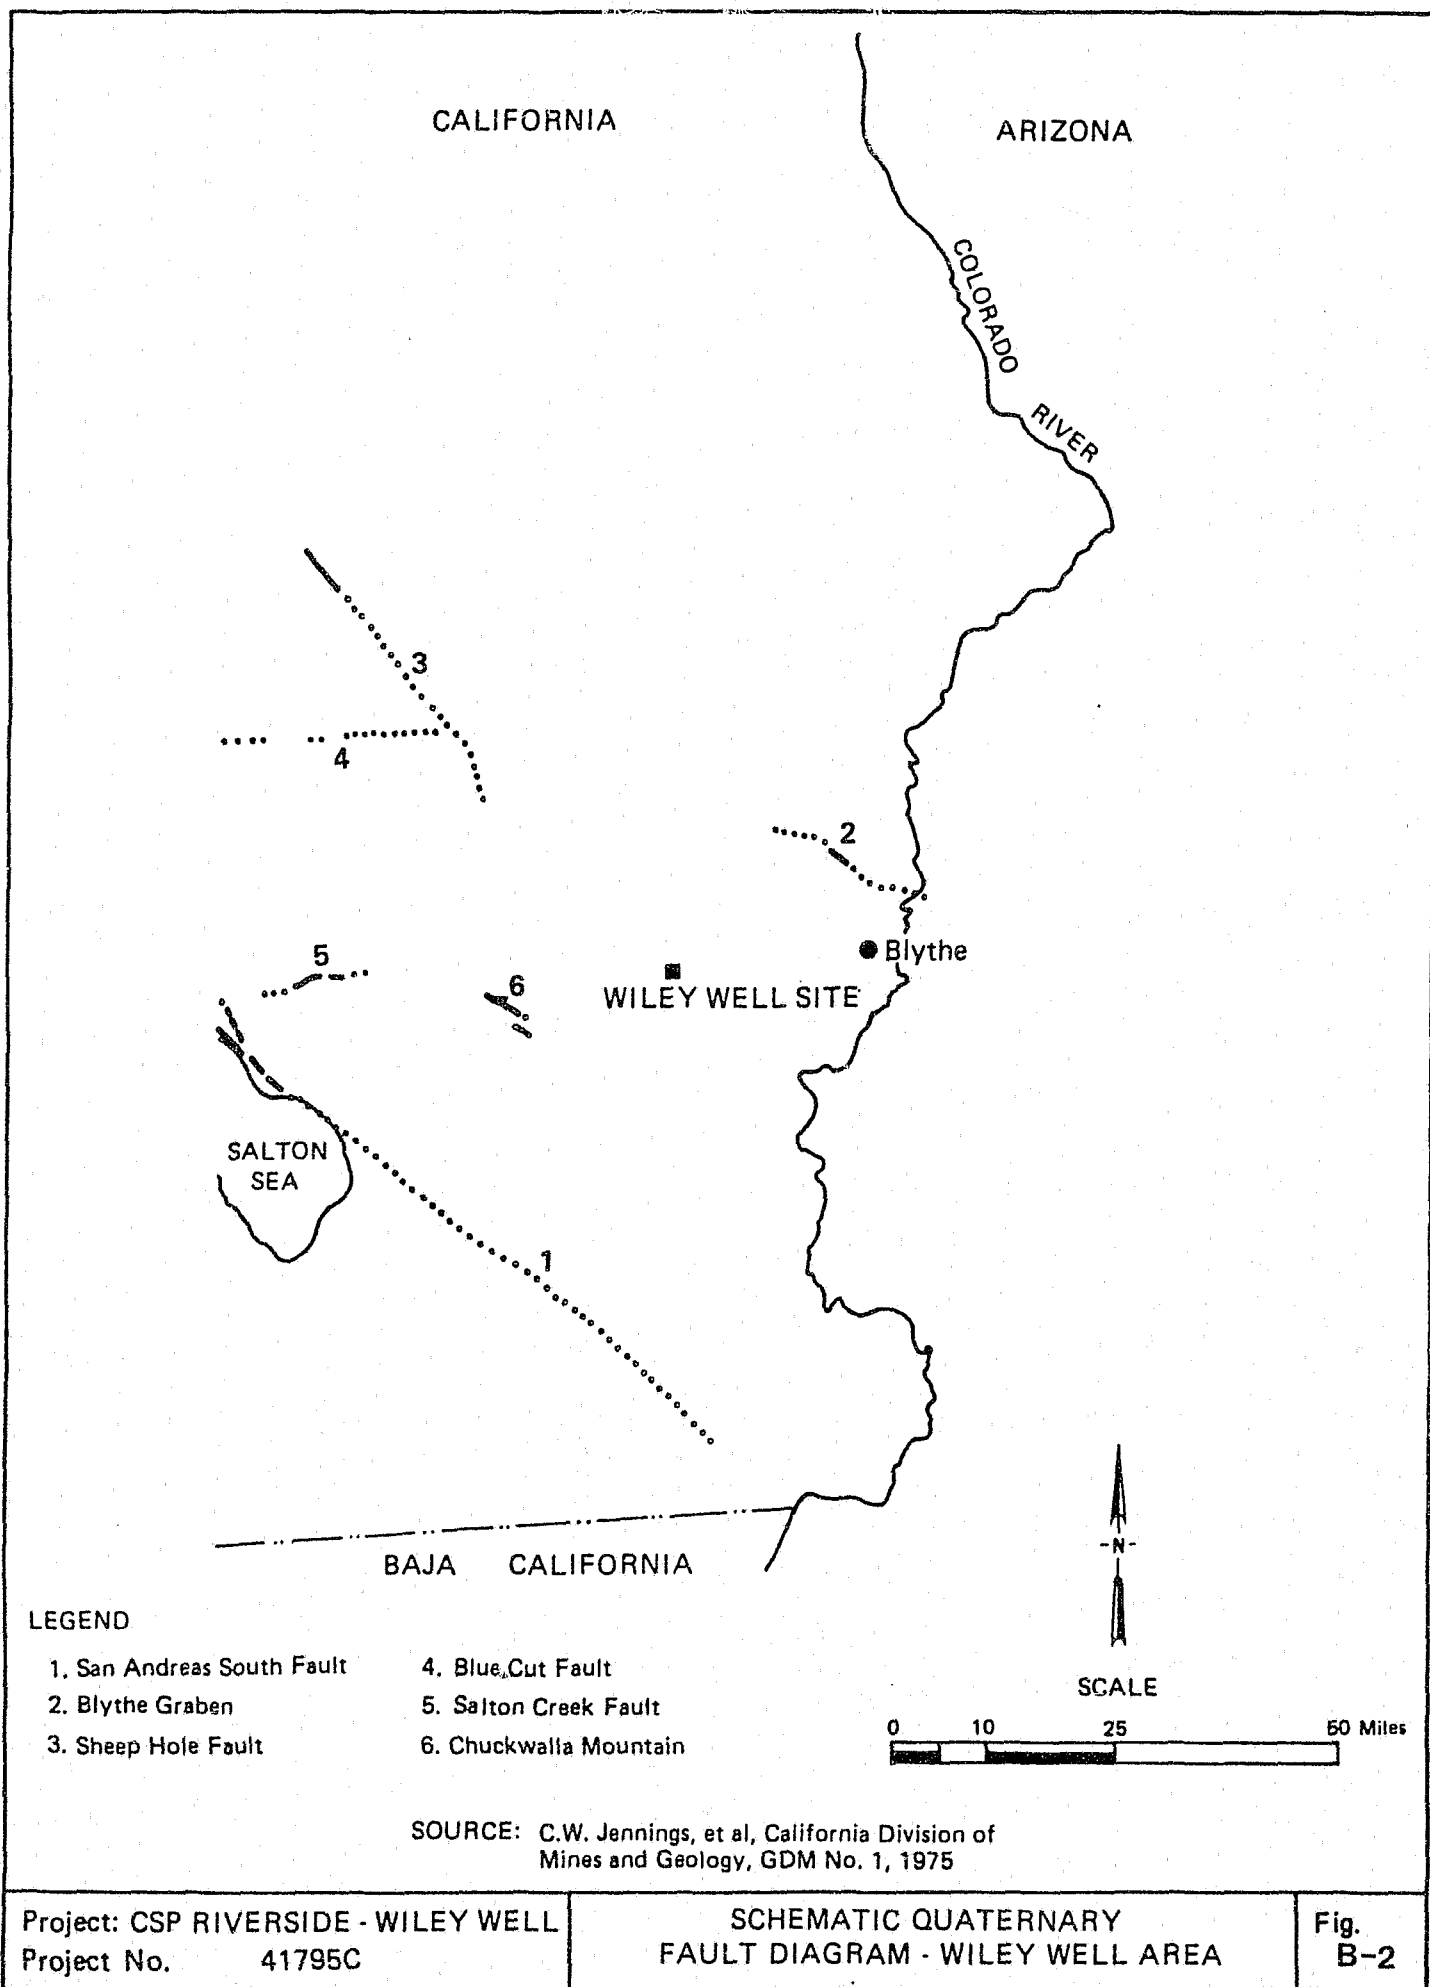 CALIFORNIA
ARIZONA
COLORADO
RIVER
3
4
2
Blythe
5
6
WILEY WELL SITE
SALTON
SEA
1
-N-
BAJA CALIFORNIA
LEGEND
1. San Andreas South Fault
2. Blythe Graben
3. Sheep Hole Fault
4. Blue Cut Fault
5. Salton Creek Fault
6. Chuckwalla Mountain
SCALE
0 10 25 50 Miles
SOURCE: C.W. Jennings, et al, California Division of
Mines and Geology, GDM No. 1, 1975
Project: CSP RIVERSIDE - WILEY WELL
Project No. 41795C
SCHEMATIC QUATERNARY
FAULT DIAGRAM - WILEY WELL AREA
Fig.
B-2